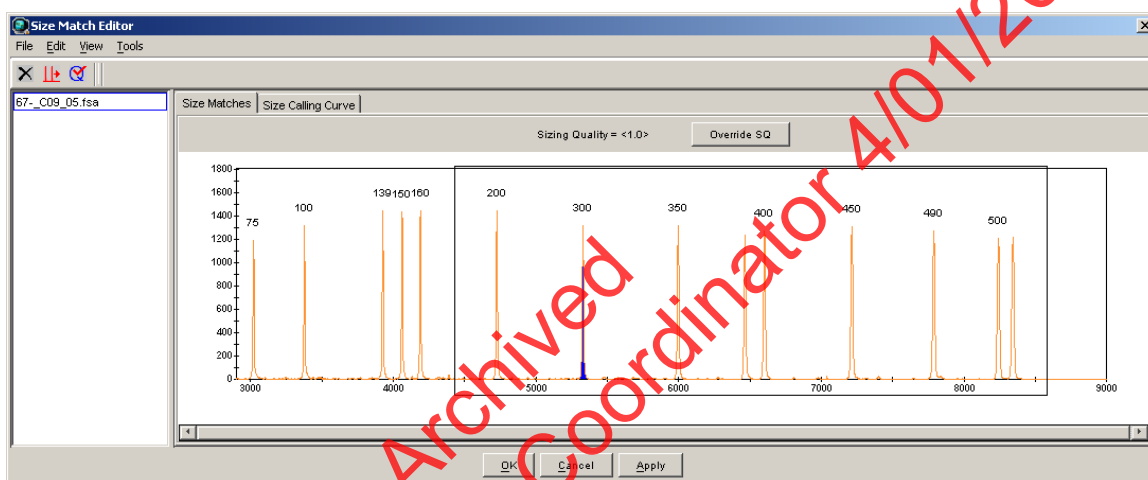 Size Match Editor
File Edit View Tools
67-_C09_05.fsa
Size Matches Size Calling Curve
Sizing Quality = <1.0> Override SQ
1800
1600
1400
1200
1000
800
600
400
200
0
75 100 139 150 160 200 300 350 400 450 490 500
3000 4000 5000 6000 7000 8000 9000
OK Cancel Apply
Archived
Coordinator 4/01/20